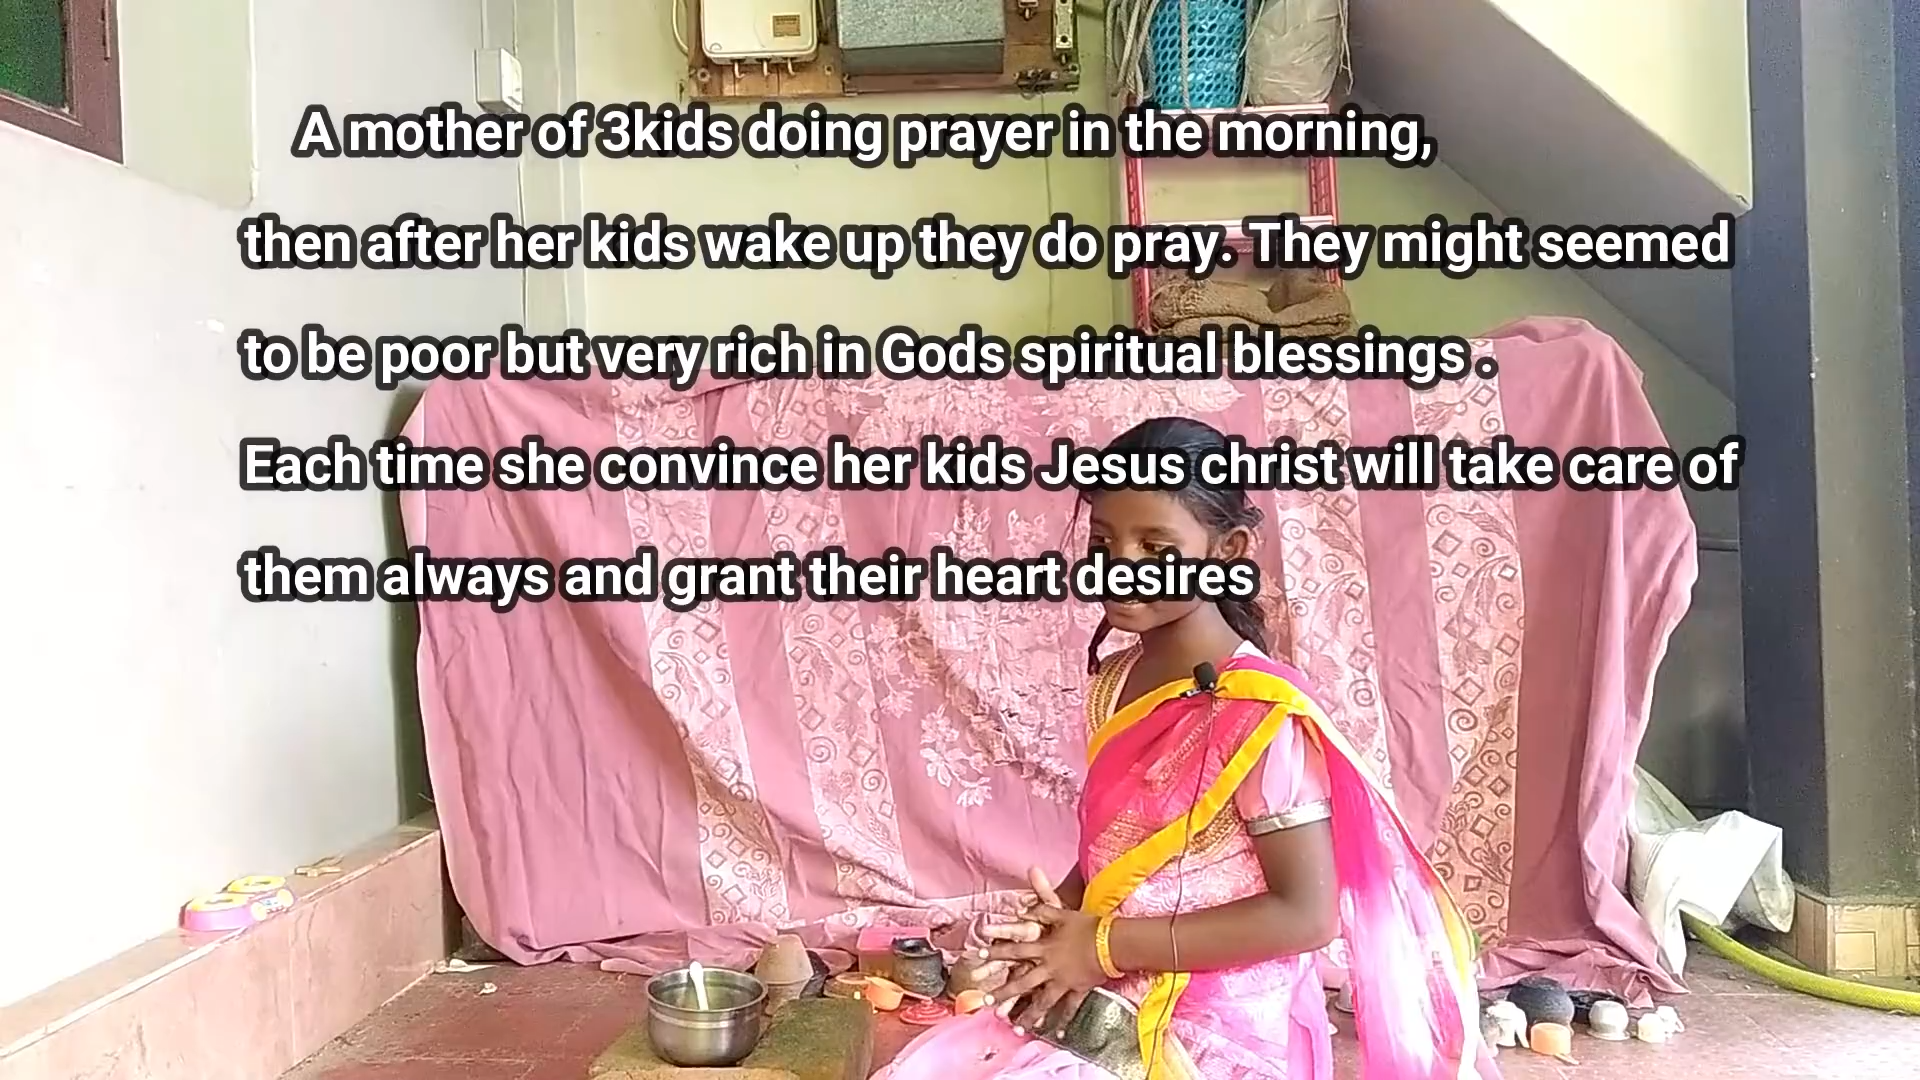 A mother of 3kids doing prayer in the morning,
then after her kids wake up they do pray. They might seemed
to be poor but very rich in Gods spiritual blessings .
Each time she convince her kids Jesus christ will take care of
them always and grant their heart desires